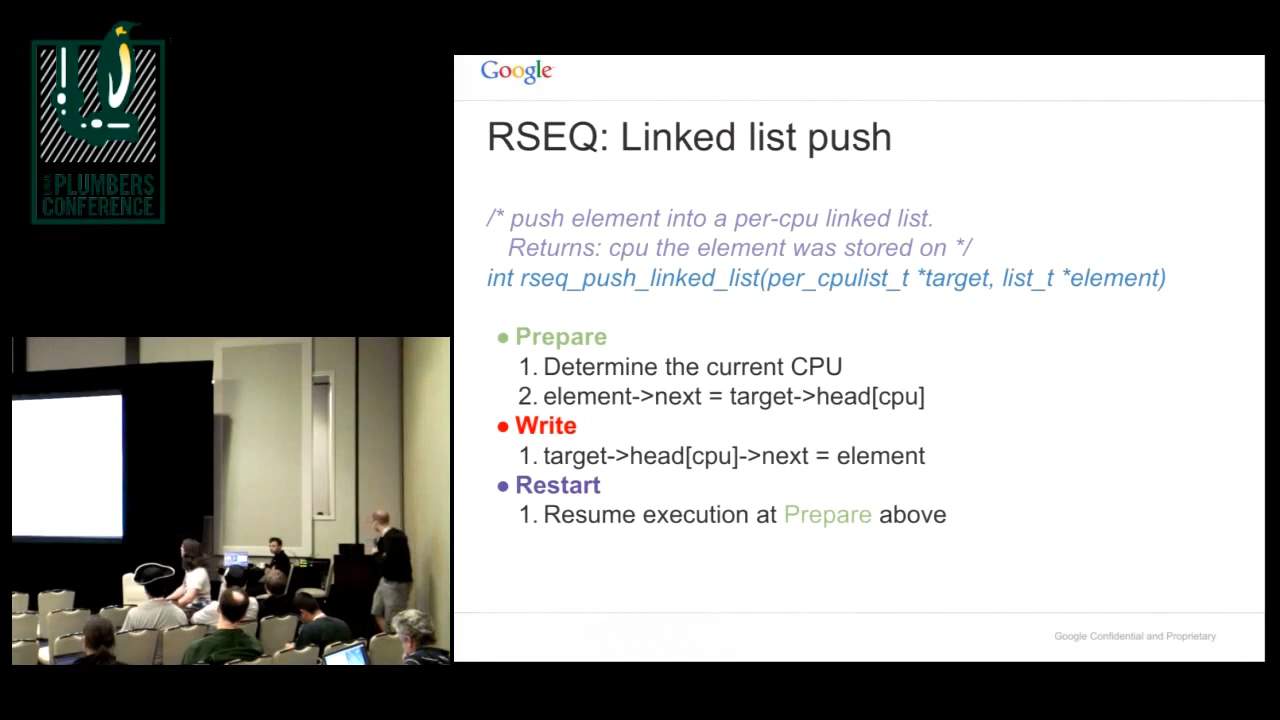 LINUX
PLUMBERS
CONFERENCE
Google
RSEQ: Linked list push
/* push element into a per-cpu linked list.
Returns: cpu the element was stored on */
int rseq_push_linked_list(per_cpulist_t *target, list_t *element)
● Prepare
1. Determine the current CPU
2. element->next = target->head[cpu]
● Write
1. target->head[cpu]->next = element
● Restart
1. Resume execution at Prepare above
Google Confidential and Proprietary